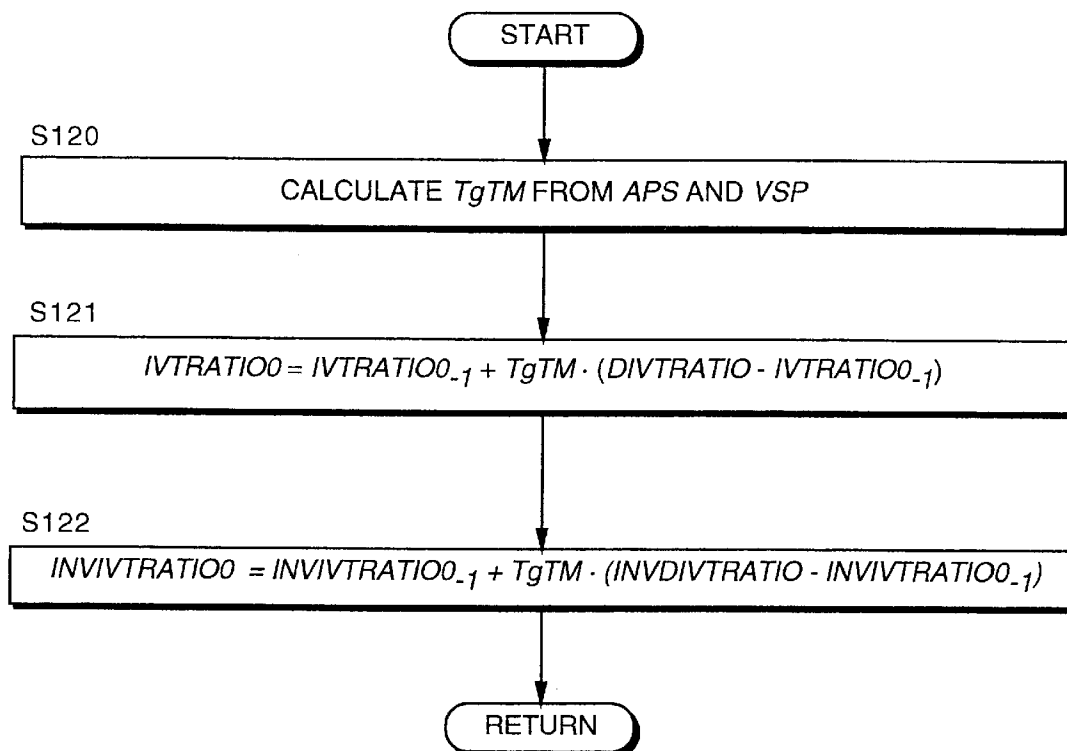 START
S120
CALCULATE TgTM FROM APS AND VSP
S121
IVTRATIO0 = IVTRATIO0-1 + TgTM · (DIVTRATIO - IVTRATIO0-1)
S122
INVIVTRATIO0 = INVIVTRATIO0-1 + TgTM · (INVDIVTRATIO - INVIVTRATIO0-1)
RETURN